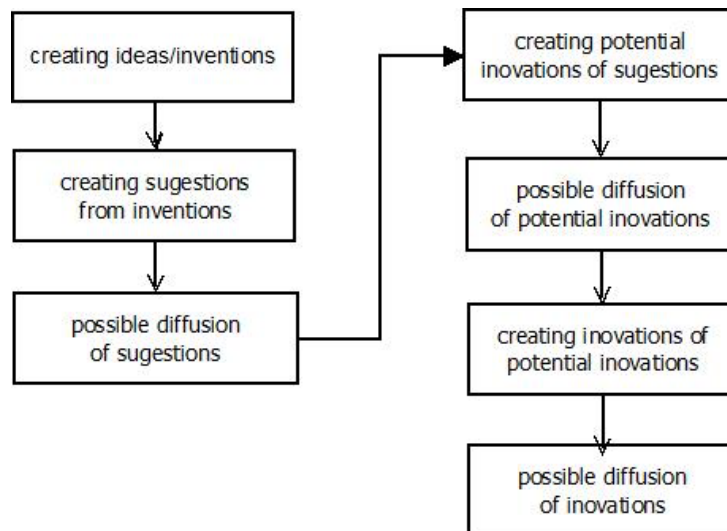 creating ideas/inventions
creating sugestions
from inventions
possible diffusion
of sugestions
creating potential
inovations of sugestions
possible diffusion
of potential inovations
creating inovations of
potential inovations
possible diffusion
of inovations